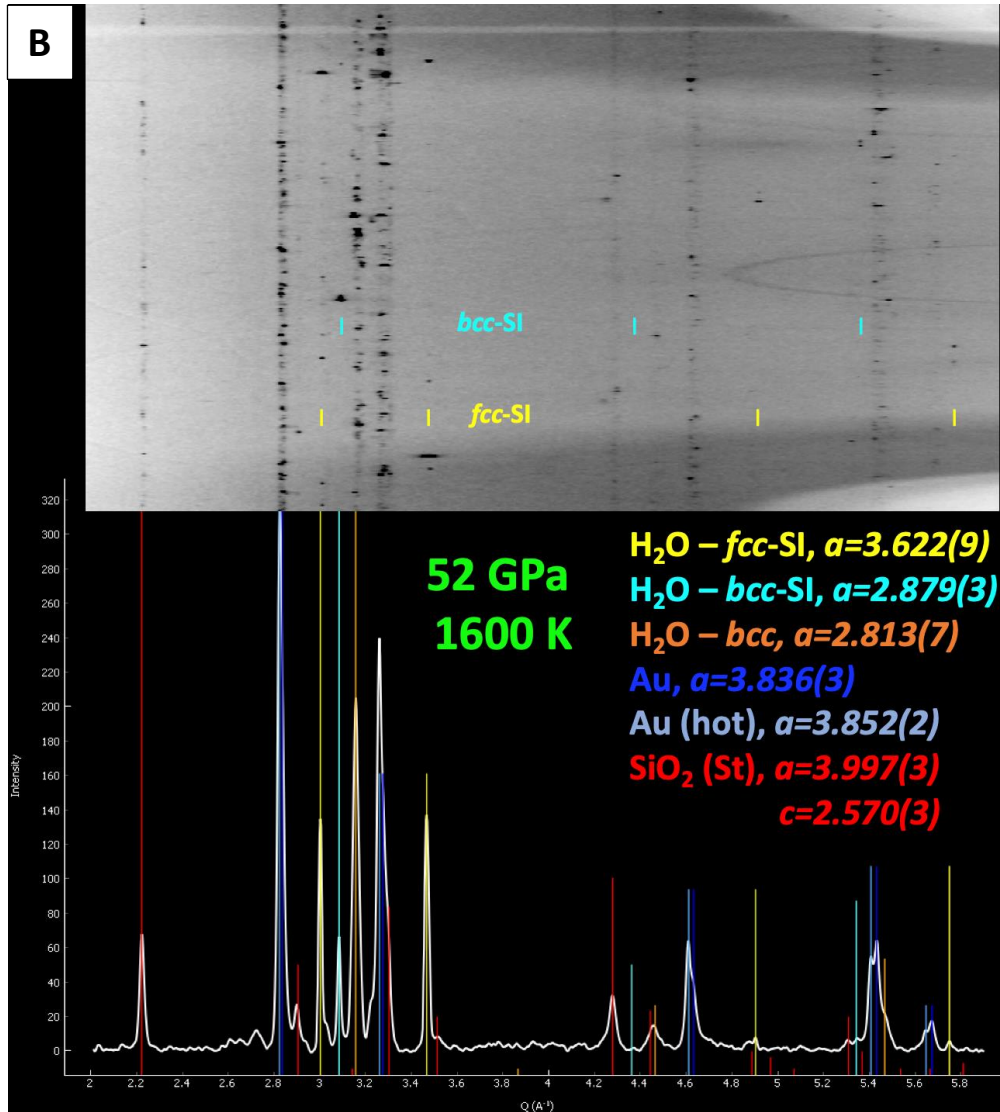 B
bcc-SI
fcc-SI
52 GPa
1600 K
H₂O – fcc-SI, a=3.622(9)
H₂O – bcc-SI, a=2.879(3)
H₂O – bcc, a=2.813(7)
Au, a=3.836(3)
Au (hot), a=3.852(2)
SiO₂ (St), a=3.997(3)
c=2.570(3)
320
300
280
260
240
220
200
180
160
140
120
100
80
60
40
20
0
Intensity
2 2.2 2.4 2.6 2.8 3 3.2 3.4 3.6 3.8 4 4.2 4.4 4.6 4.8 5 5.2 5.4 5.6 5.8
Q (A⁻¹)